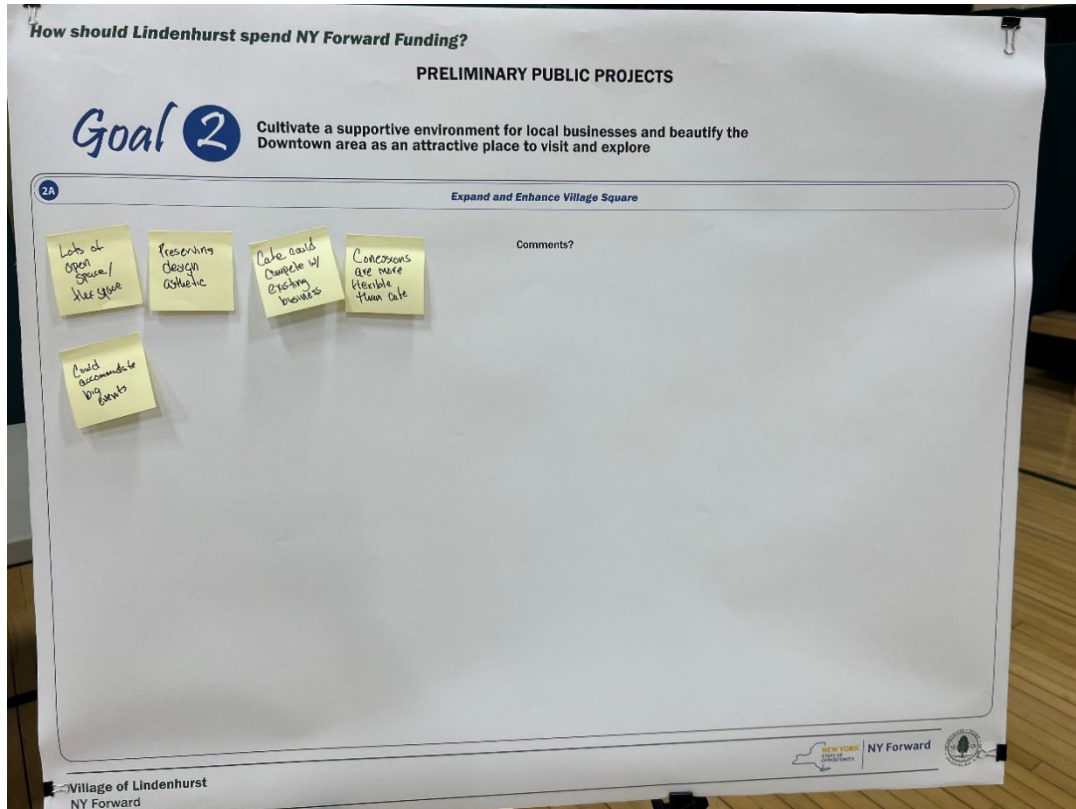 How should Lindenhurst spend NY Forward Funding?
PRELIMINARY PUBLIC PROJECTS
Goal 2
Cultivate a supportive environment for local businesses and beautify the
Downtown area as an attractive place to visit and explore
2A
Expand and Enhance Village Square
Comments?
Lots of
open
space/
flex space
Preserving
design
asthetic
Cafe could
compete w/
existing
business
Concessions
are more
flexible
than cafe
Could
accommodate
big
events
NEW YORK
STATE OF
OPPORTUNITY.
NY Forward
Village of Lindenhurst
NY Forward